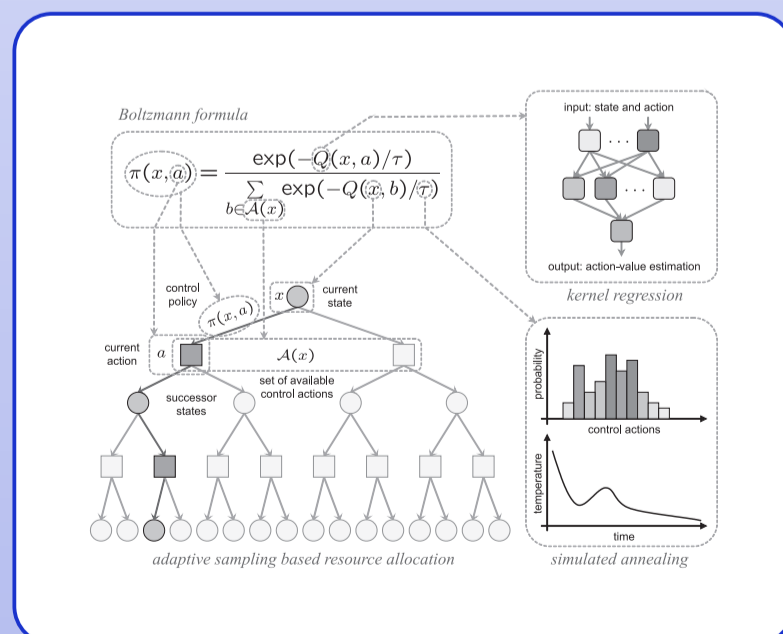 Boltzmann formula
π(x,a) = exp(−Q(x,a)/τ)
∑ exp(−Q(x,b)/τ)
b∈A(x)
input: state and action
. . .
. . .
output: action-value estimation
kernel regression
control
policy
π(x,a)
x
current
state
current
action
a
A(x)
set of available
control actions
successor
states
adaptive sampling based resource allocation
probability
control actions
temperature
time
simulated annealing